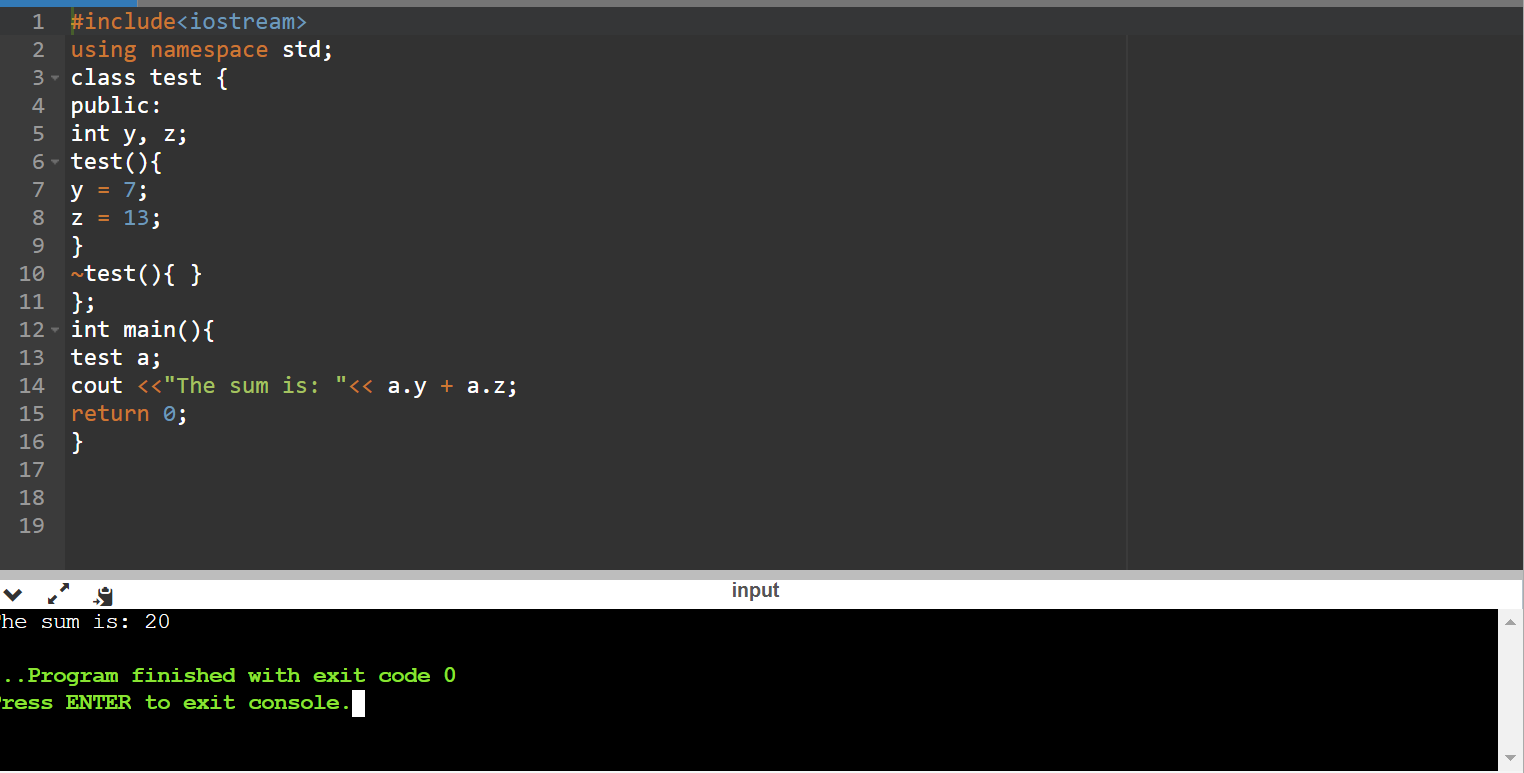 1 #include<iostream>
2 using namespace std;
3 class test {
4 public:
5 int y, z;
6 test(){
7 y = 7;
8 z = 13;
9 }
10 ~test(){ }
11 };
12 int main(){
13 test a;
14 cout <<"The sum is: "<< a.y + a.z;
15 return 0;
16 }
17
18
19
input
he sum is: 20
..Program finished with exit code 0
ress ENTER to exit console.